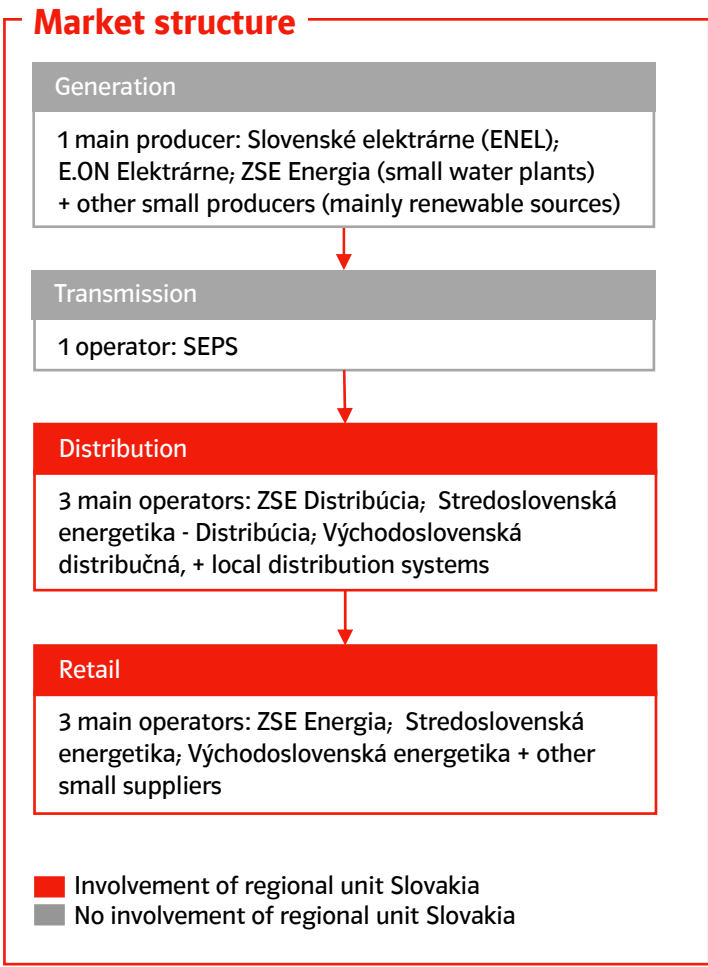 Market structure
Generation
1 main producer: Slovenské elektrárne (ENEL);
E.ON Elektrárne; ZSE Energia (small water plants)
+ other small producers (mainly renewable sources)
Transmission
1 operator: SEPS
Distribution
3 main operators: ZSE Distribúcia; Stredoslovenská
energetika - Distribúcia; Východoslovenská
distribučná, + local distribution systems
Retail
3 main operators: ZSE Energia; Stredoslovenská
energetika; Východoslovenská energetika + other
small suppliers
Involvement of regional unit Slovakia
No involvement of regional unit Slovakia